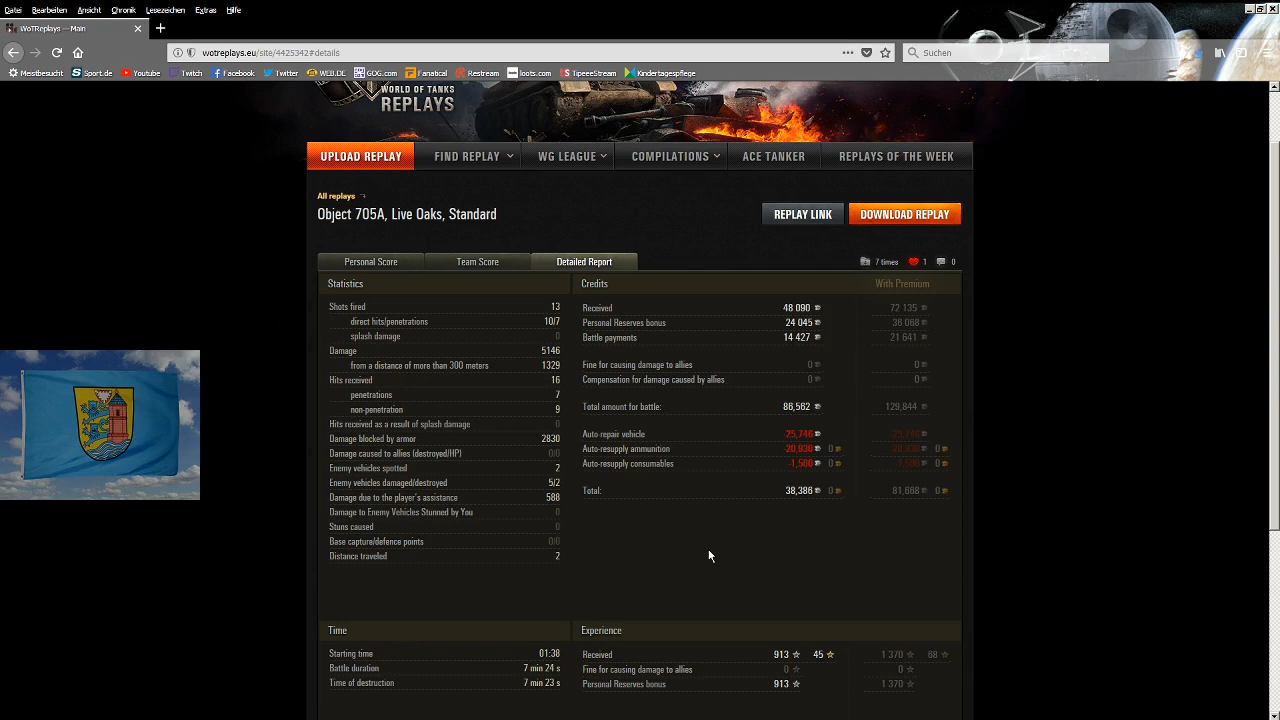 Datei Bearbeiten Ansicht Chronik Lesezeichen Extras Hilfe
WoTReplays — Main
wotreplays.eu/site/4425342#details
Suchen
Meistbesucht Sport.de Youtube Twitch Facebook Twitter WEB.DE GOG.com Fanatical Restream loots.com TipeeeStream Kindertagespflege
WORLD OF TANKS
REPLAYS
UPLOAD REPLAY FIND REPLAY WG LEAGUE COMPILATIONS ACE TANKER REPLAYS OF THE WEEK
All replays
Object 705A, Live Oaks, Standard
REPLAY LINK DOWNLOAD REPLAY
Personal Score Team Score Detailed Report 7 times 1 0
Statistics Credits With Premium
Shots fired 13 Received 48 090 72 135
direct hits/penetrations 10/7 Personal Reserves bonus 24 045 36 068
splash damage 0 Battle payments 14 427 21 641
Damage 5146
from a distance of more than 300 meters 1329 Fine for causing damage to allies 0 0
Hits received 16 Compensation for damage caused by allies 0 0
penetrations 7
non-penetration 9 Total amount for battle: 86,562 129,844
Hits received as a result of splash damage 0
Damage blocked by armor 2830 Auto-repair vehicle -25,746 -25,746
Damage caused to allies (destroyed/HP) 0/0 Auto-resupply ammunition -20,930 0 -20,930 0
Enemy vehicles spotted 2 Auto-resupply consumables -1,500 0 -1,500 0
Enemy vehicles damaged/destroyed 5/2
Damage due to the player's assistance 588 Total: 38,386 0 81,668 0
Damage to Enemy Vehicles Stunned by You 0
Stuns caused 0
Base capture/defence points 0/0
Distance traveled 2
Time Experience
Starting time 01:38 Received 913 45 1 370 68
Battle duration 7 min 24 s Fine for causing damage to allies 0 0
Time of destruction 7 min 23 s Personal Reserves bonus 913 1 370